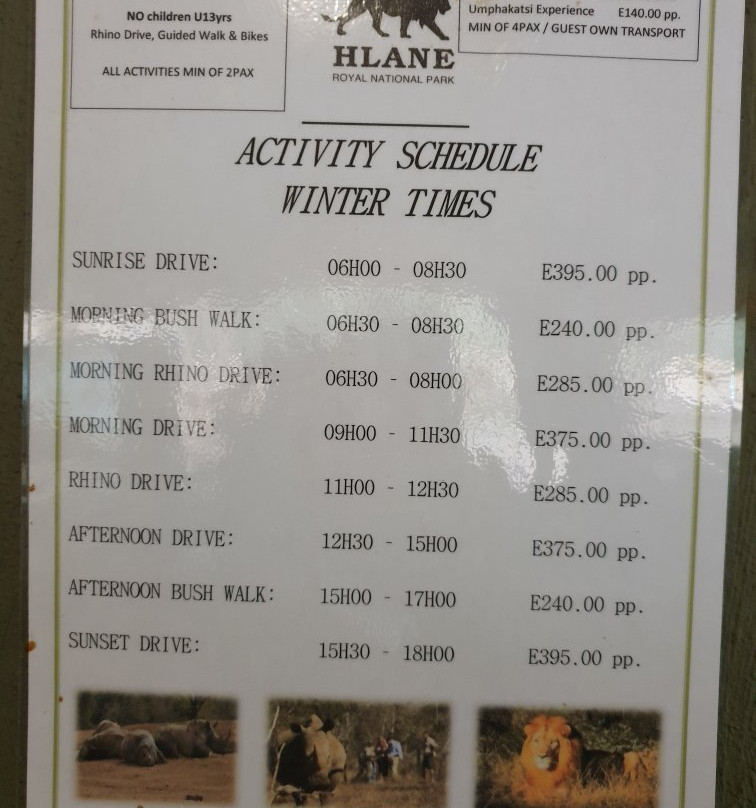 NO children U13yrs
Rhino Drive, Guided Walk & Bikes
ALL ACTIVITIES MIN OF 2PAX
HLANE
ROYAL NATIONAL PARK
Umphakatsi Experience E140.00 pp.
MIN OF 4PAX / GUEST OWN TRANSPORT
ACTIVITY SCHEDULE
WINTER TIMES
SUNRISE DRIVE: 06H00 - 08H30 E395.00 pp.
MORNING BUSH WALK: 06H30 - 08H30 E240.00 pp.
MORNING RHINO DRIVE: 06H30 - 08H00 E285.00 pp.
MORNING DRIVE: 09H00 - 11H30 E375.00 pp.
RHINO DRIVE: 11H00 - 12H30 E285.00 pp.
AFTERNOON DRIVE: 12H30 - 15H00 E375.00 pp.
AFTERNOON BUSH WALK: 15H00 - 17H00 E240.00 pp.
SUNSET DRIVE: 15H30 - 18H00 E395.00 pp.